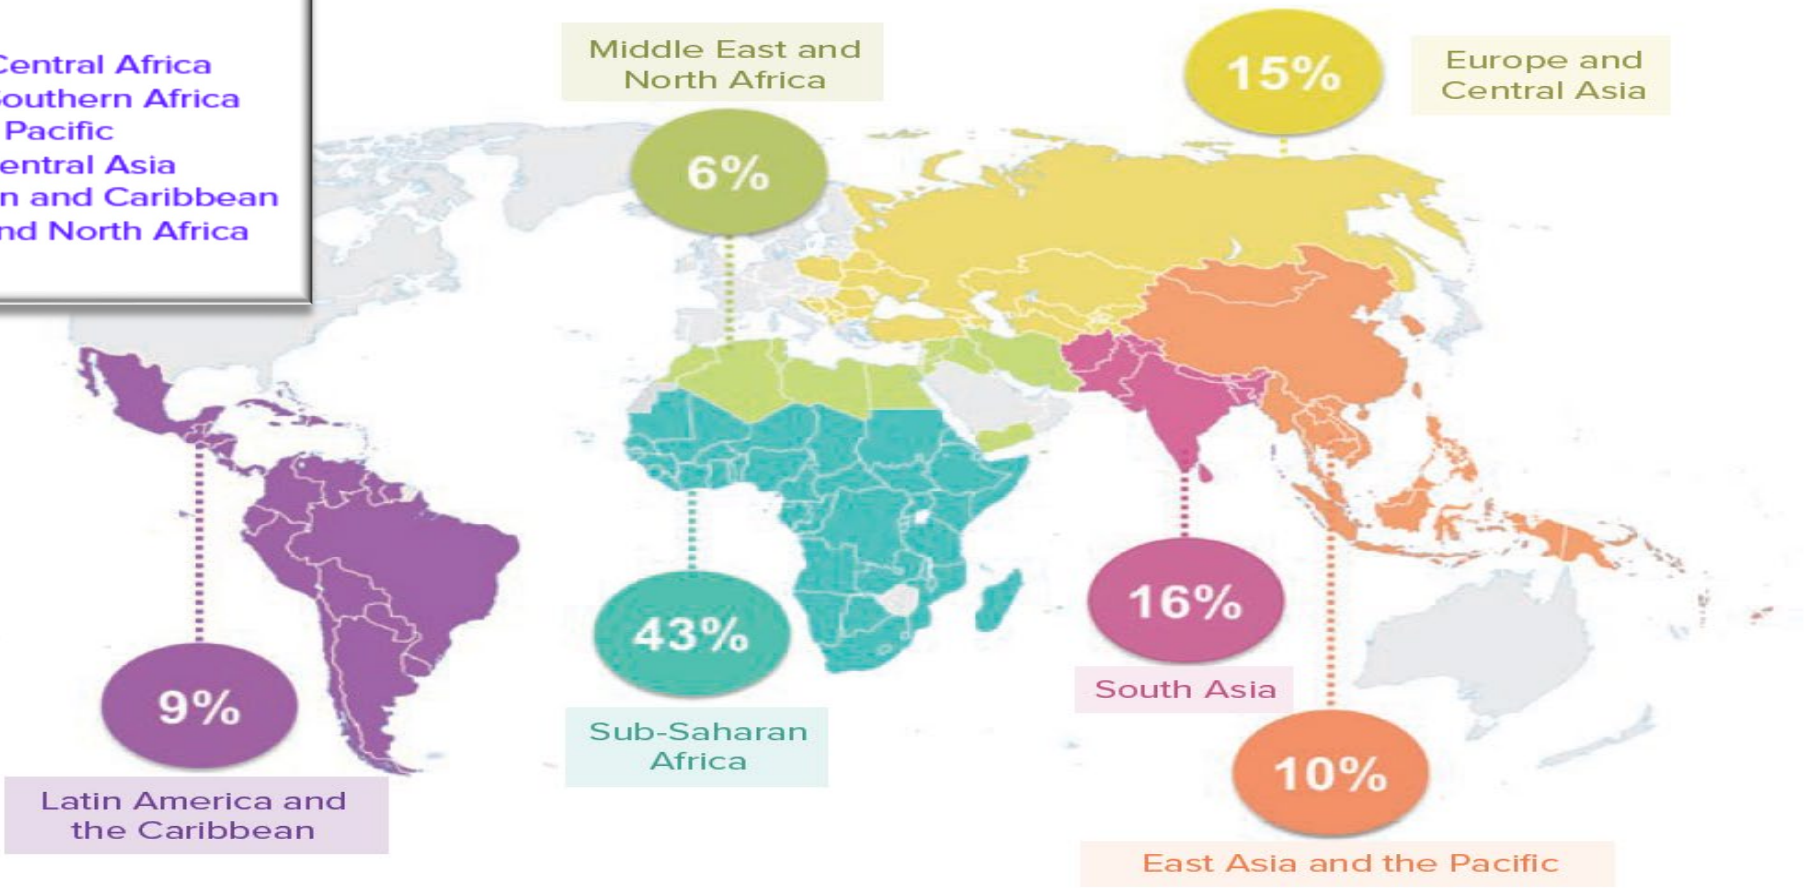 Central Africa
Southern Africa
Pacific
entral Asia
n and Caribbean
nd North Africa
Middle East and
North Africa
6%
15%
Europe and
Central Asia
9%
Latin America and
the Caribbean
43%
Sub-Saharan
Africa
16%
South Asia
10%
East Asia and the Pacific